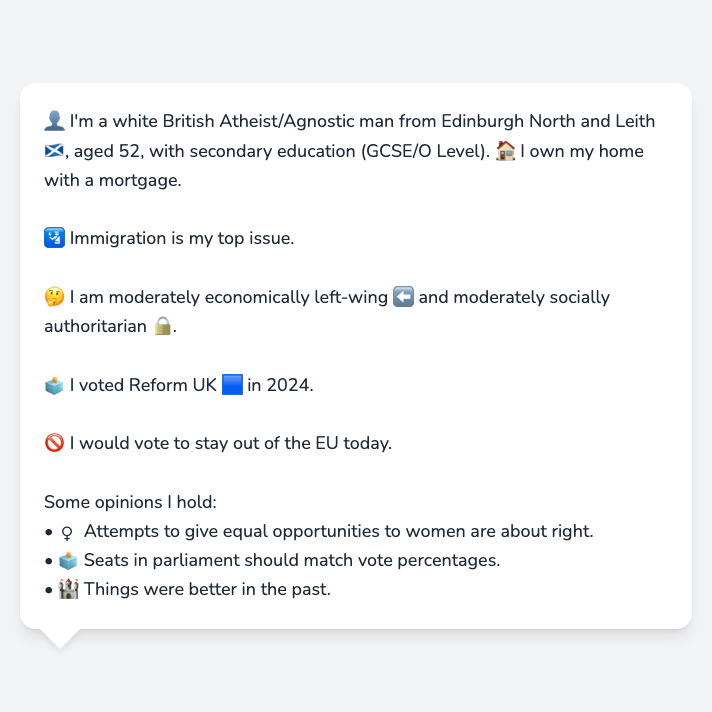 👤 I'm a white British Atheist/Agnostic man from Edinburgh North and Leith
🏴󠁧󠁢󠁳󠁣󠁴󠁿, aged 52, with secondary education (GCSE/O Level). 🏠 I own my home
with a mortgage.
🛂 Immigration is my top issue.
🤔 I am moderately economically left-wing ⬅️ and moderately socially
authoritarian 🔒.
🗳️ I voted Reform UK 🟦 in 2024.
🚫 I would vote to stay out of the EU today.
Some opinions I hold:
• ♀️ Attempts to give equal opportunities to women are about right.
• 🗳️ Seats in parliament should match vote percentages.
• 🏰 Things were better in the past.